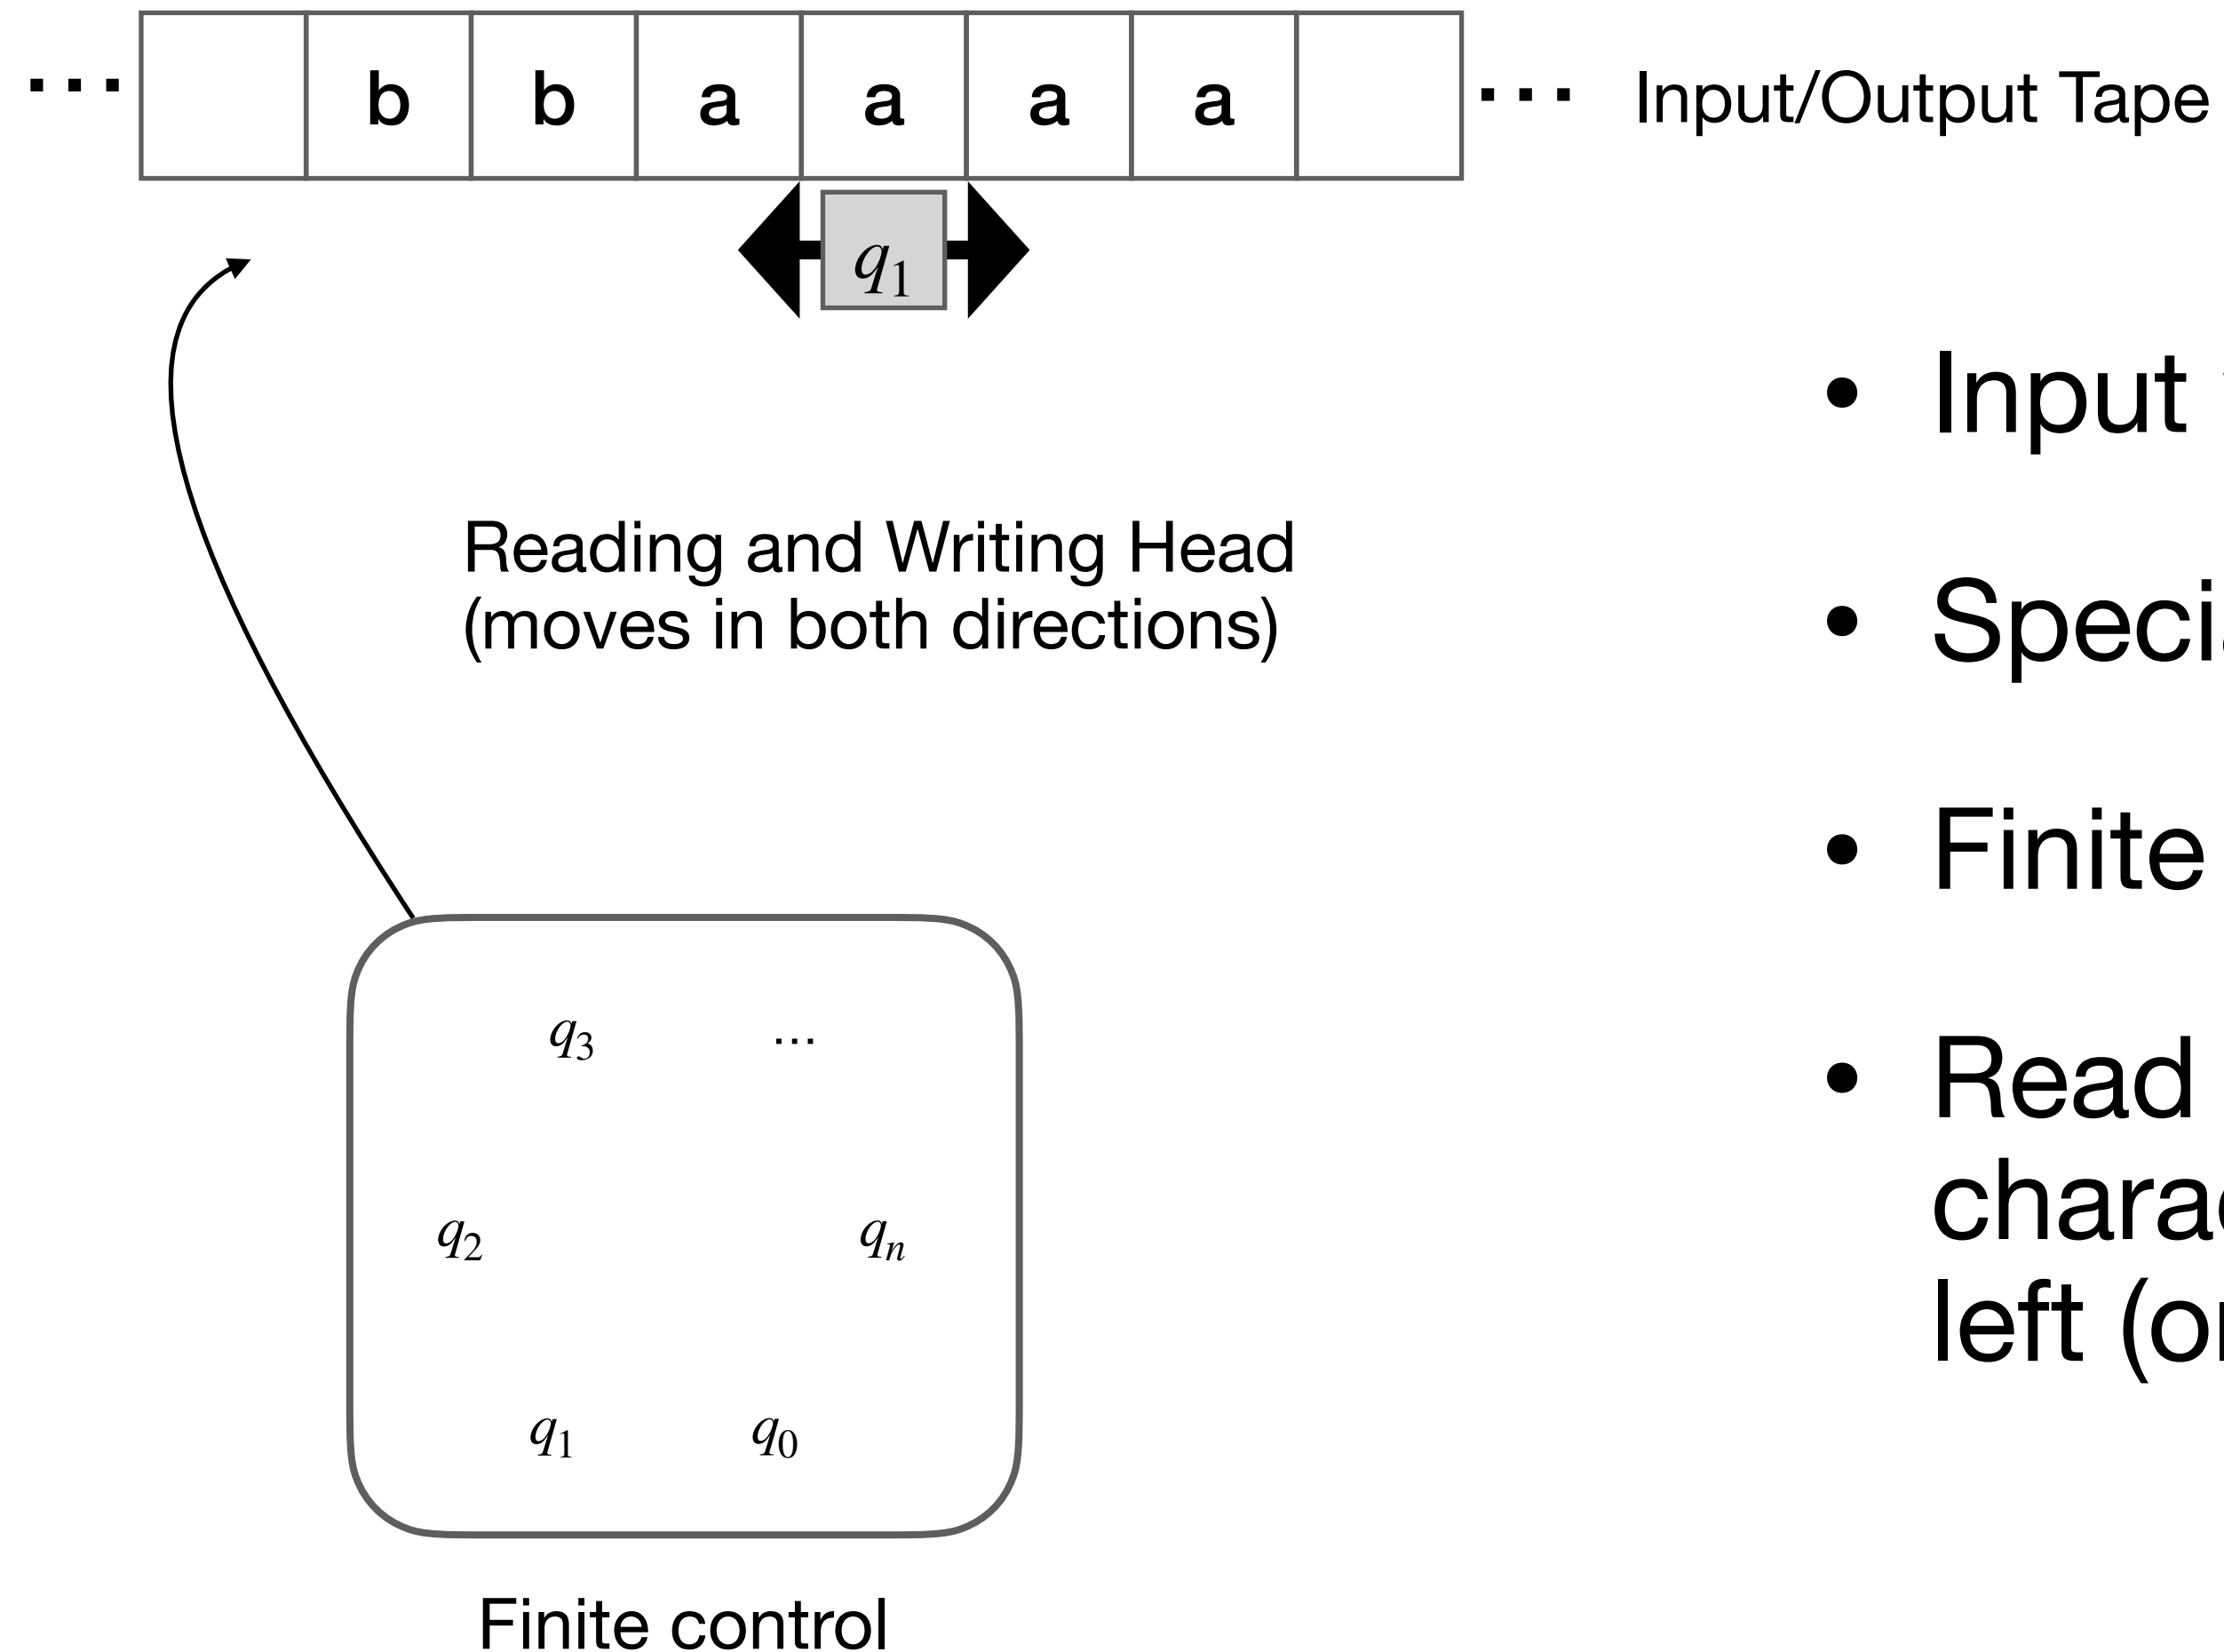 ... b b a a a a ... Input/Output Tape
q1
Reading and Writing Head
(moves in both directions)
q3 ...
q2 qn
q1 q0
Finite control
• Input
• Speci
• Finite
• Read
charac
left (or